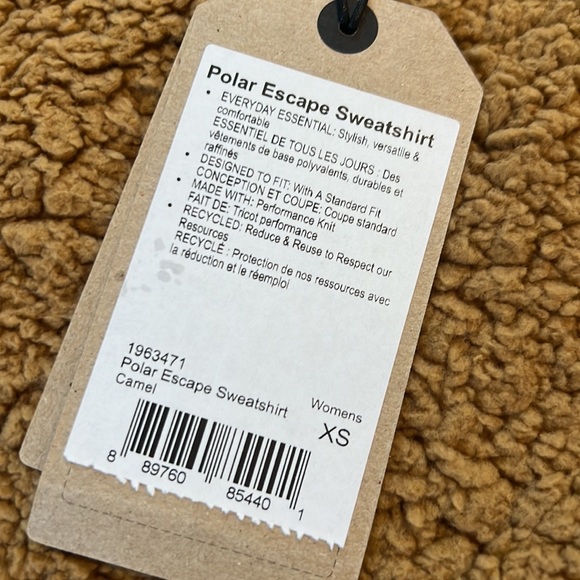 Polar Escape Sweatshirt
• EVERYDAY ESSENTIAL: Stylish, versatile &
comfortable
ESSENTIEL DE TOUS LES JOURS : Des
vêtements de base polyvalents, durables et
raffinés
• DESIGNED TO FIT: With A Standard Fit
CONCEPTION ET COUPE: Coupe standard
• MADE WITH: Performance Knit
FAIT DE: Tricot performance
• RECYCLED: Reduce & Reuse to Respect our
Resources
RECYCLÉ : Protection de nos ressources avec
la réduction et le réemploi
1963471
Polar Escape Sweatshirt
Camel
Womens
XS
8 89760 85440 1